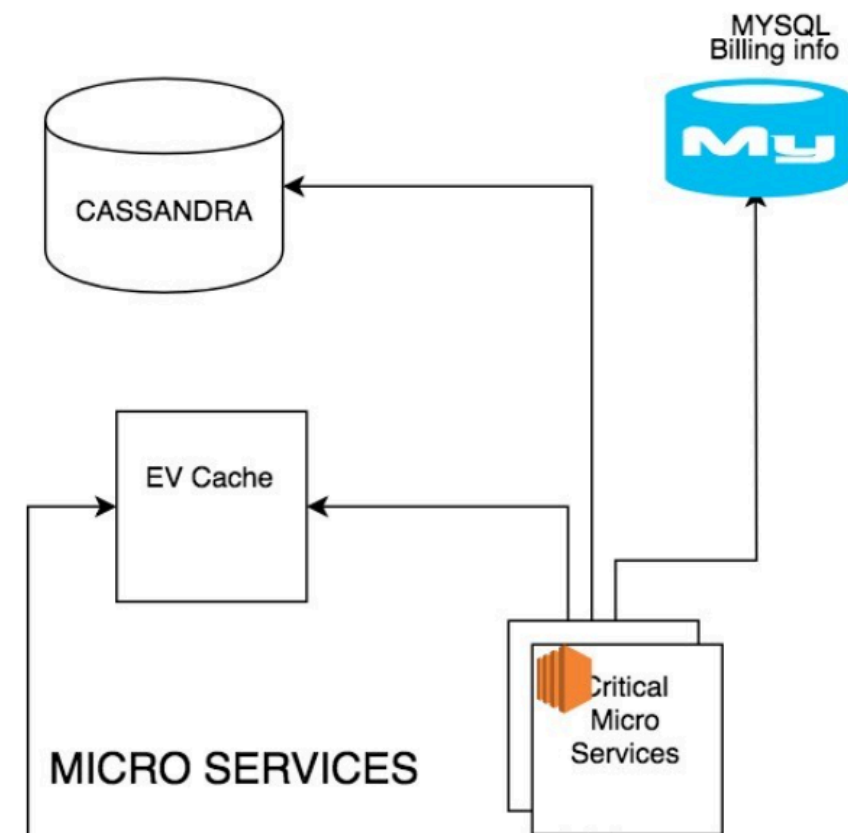 MYSQL
Billing info
My
CASSANDRA
EV Cache
Critical
Micro
Services
MICRO SERVICES